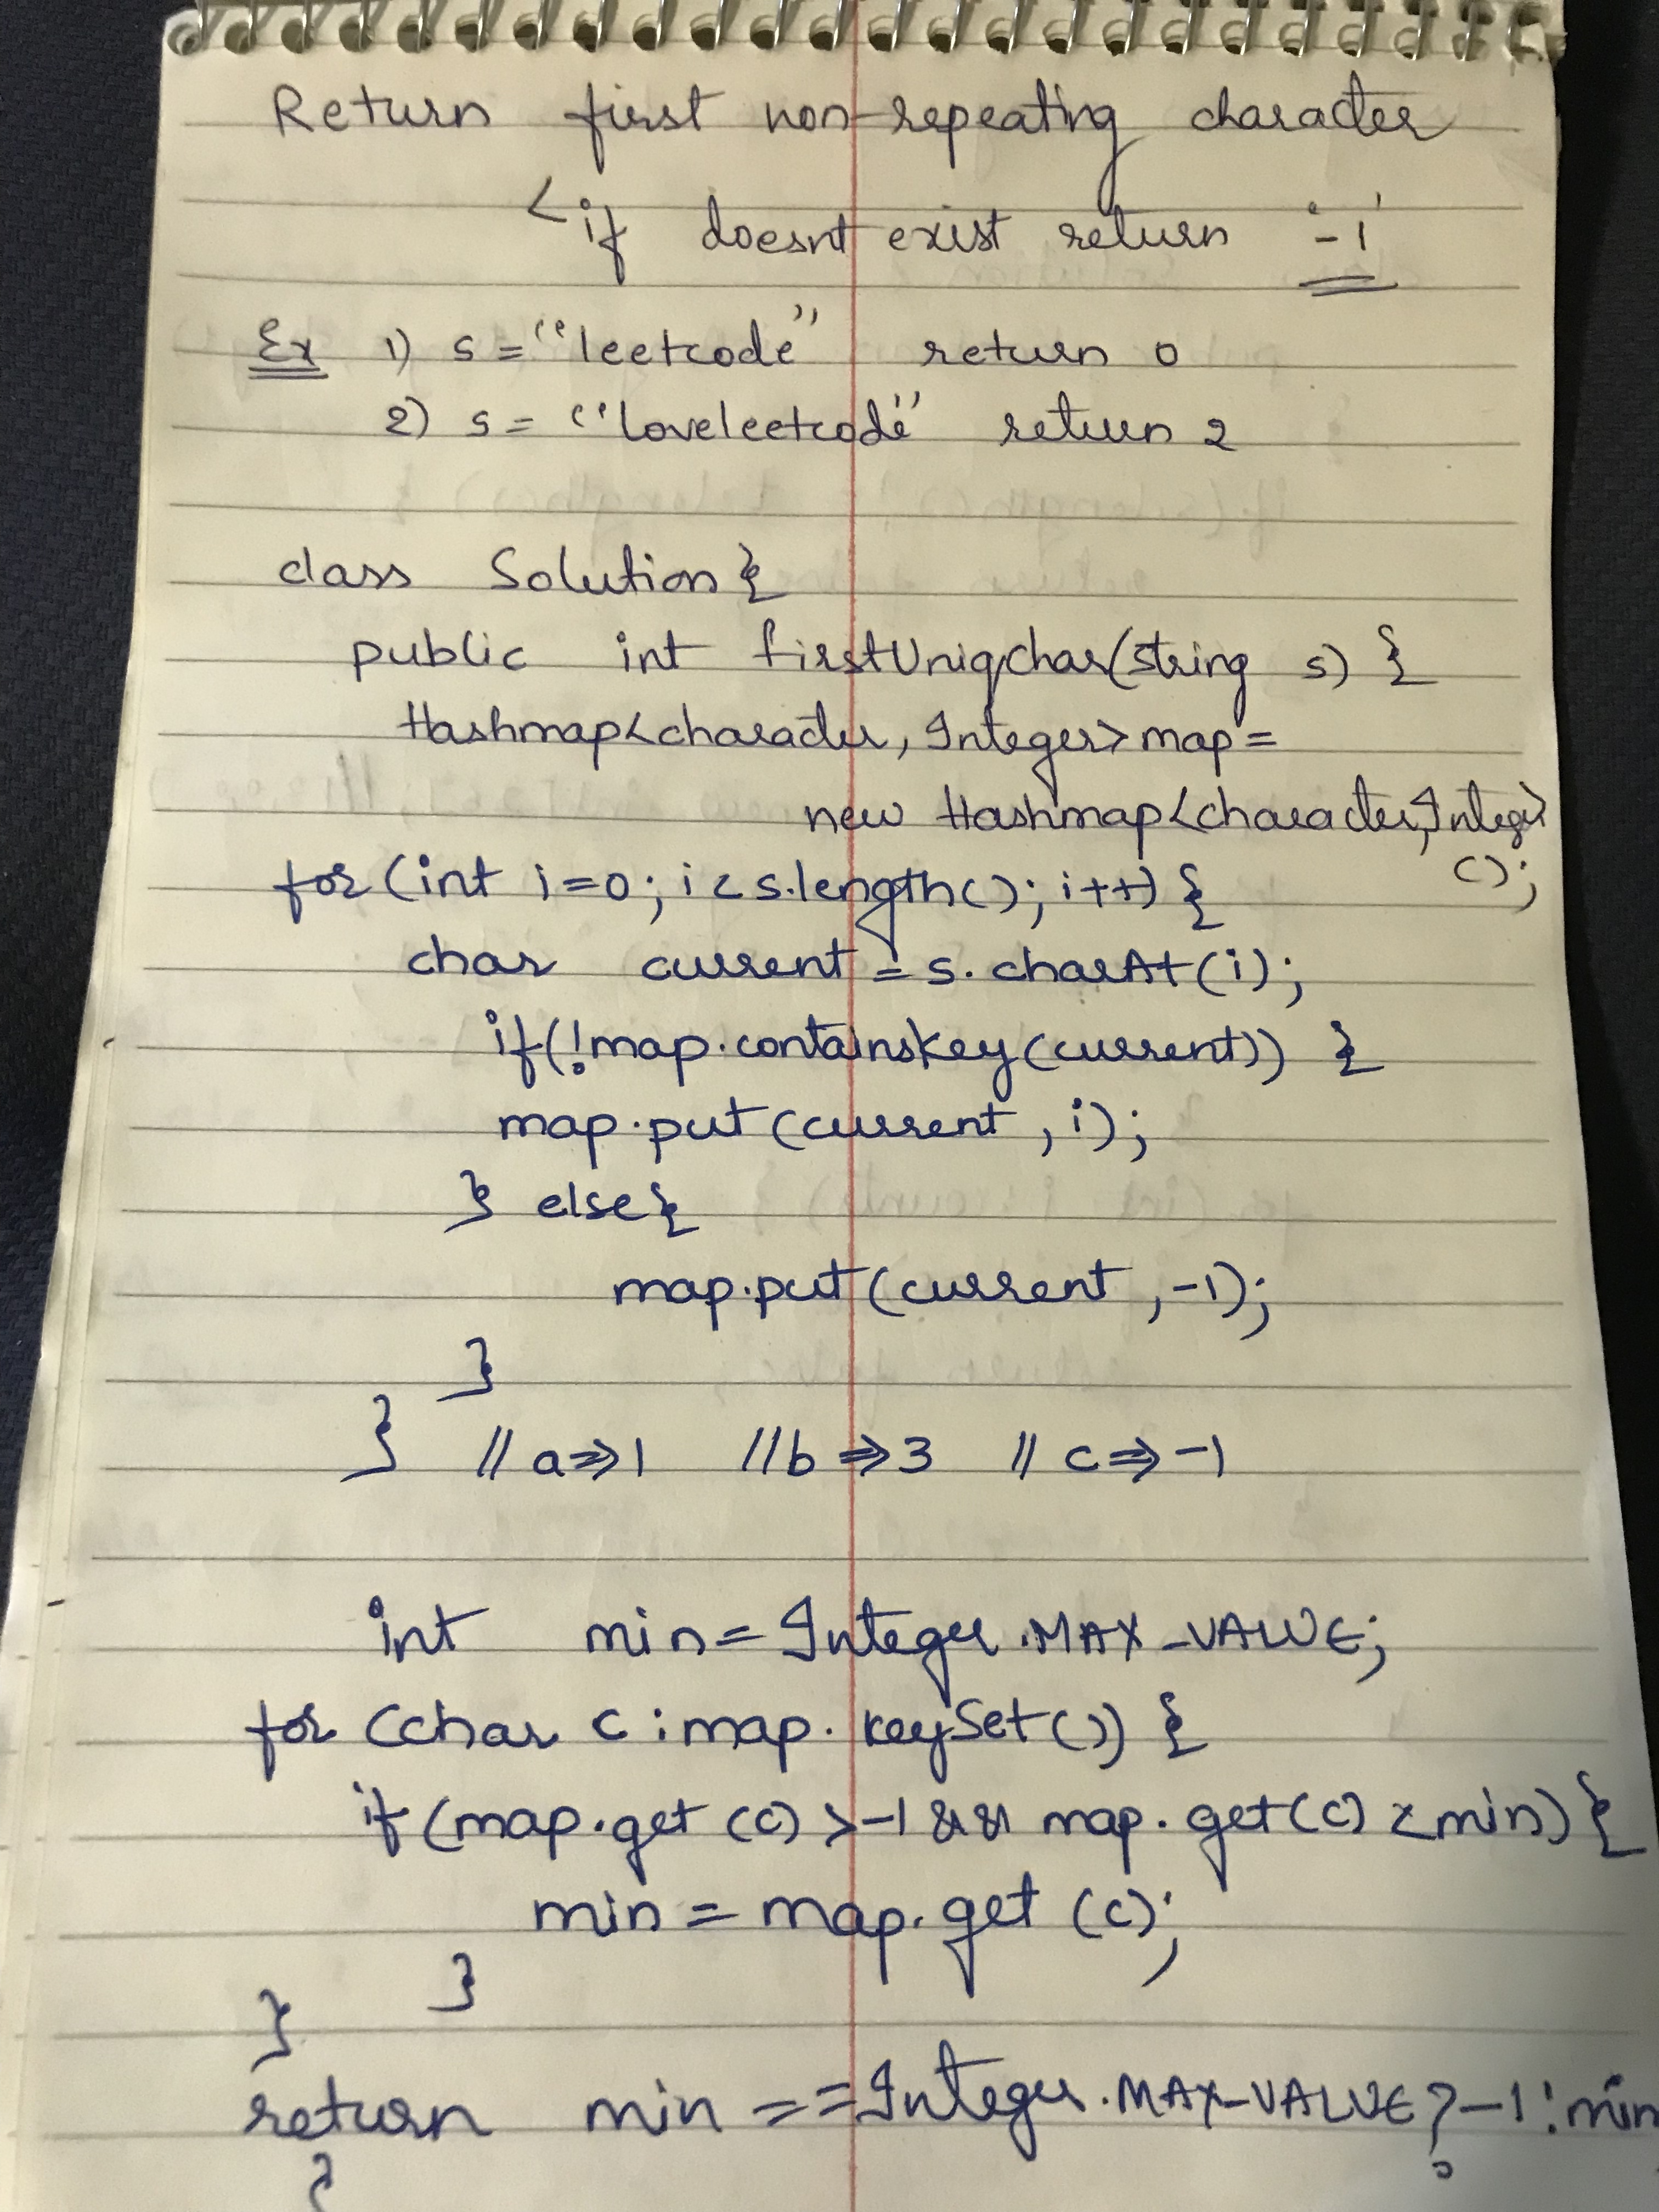 Return first non-repeating character
<if doesnt exist return '-1'
Ex 1) s = "leetcode" return 0
2) s = "loveleetcode" return 2
class Solution{
public int firstUniqchar(string s) {
Hashmap<character, Integer> map =
new Hashmap<character, Integer>
();
for (int i=0; i<s.length(); i++) {
char current = s.charAt(i);
if(!map.containsKey(current)) {
map.put(current, i);
} else{
map.put(current, -1);
}
} //a⇒1 //b⇒3 //c⇒-1
int min = Integer.MAX_VALUE;
for (char c : map.keySet()) {
if (map.get(c) >-1 && map.get(c) <min) {
min = map.get(c);
}
}
return min == Integer.MAX_VALUE ? -1 : min
}